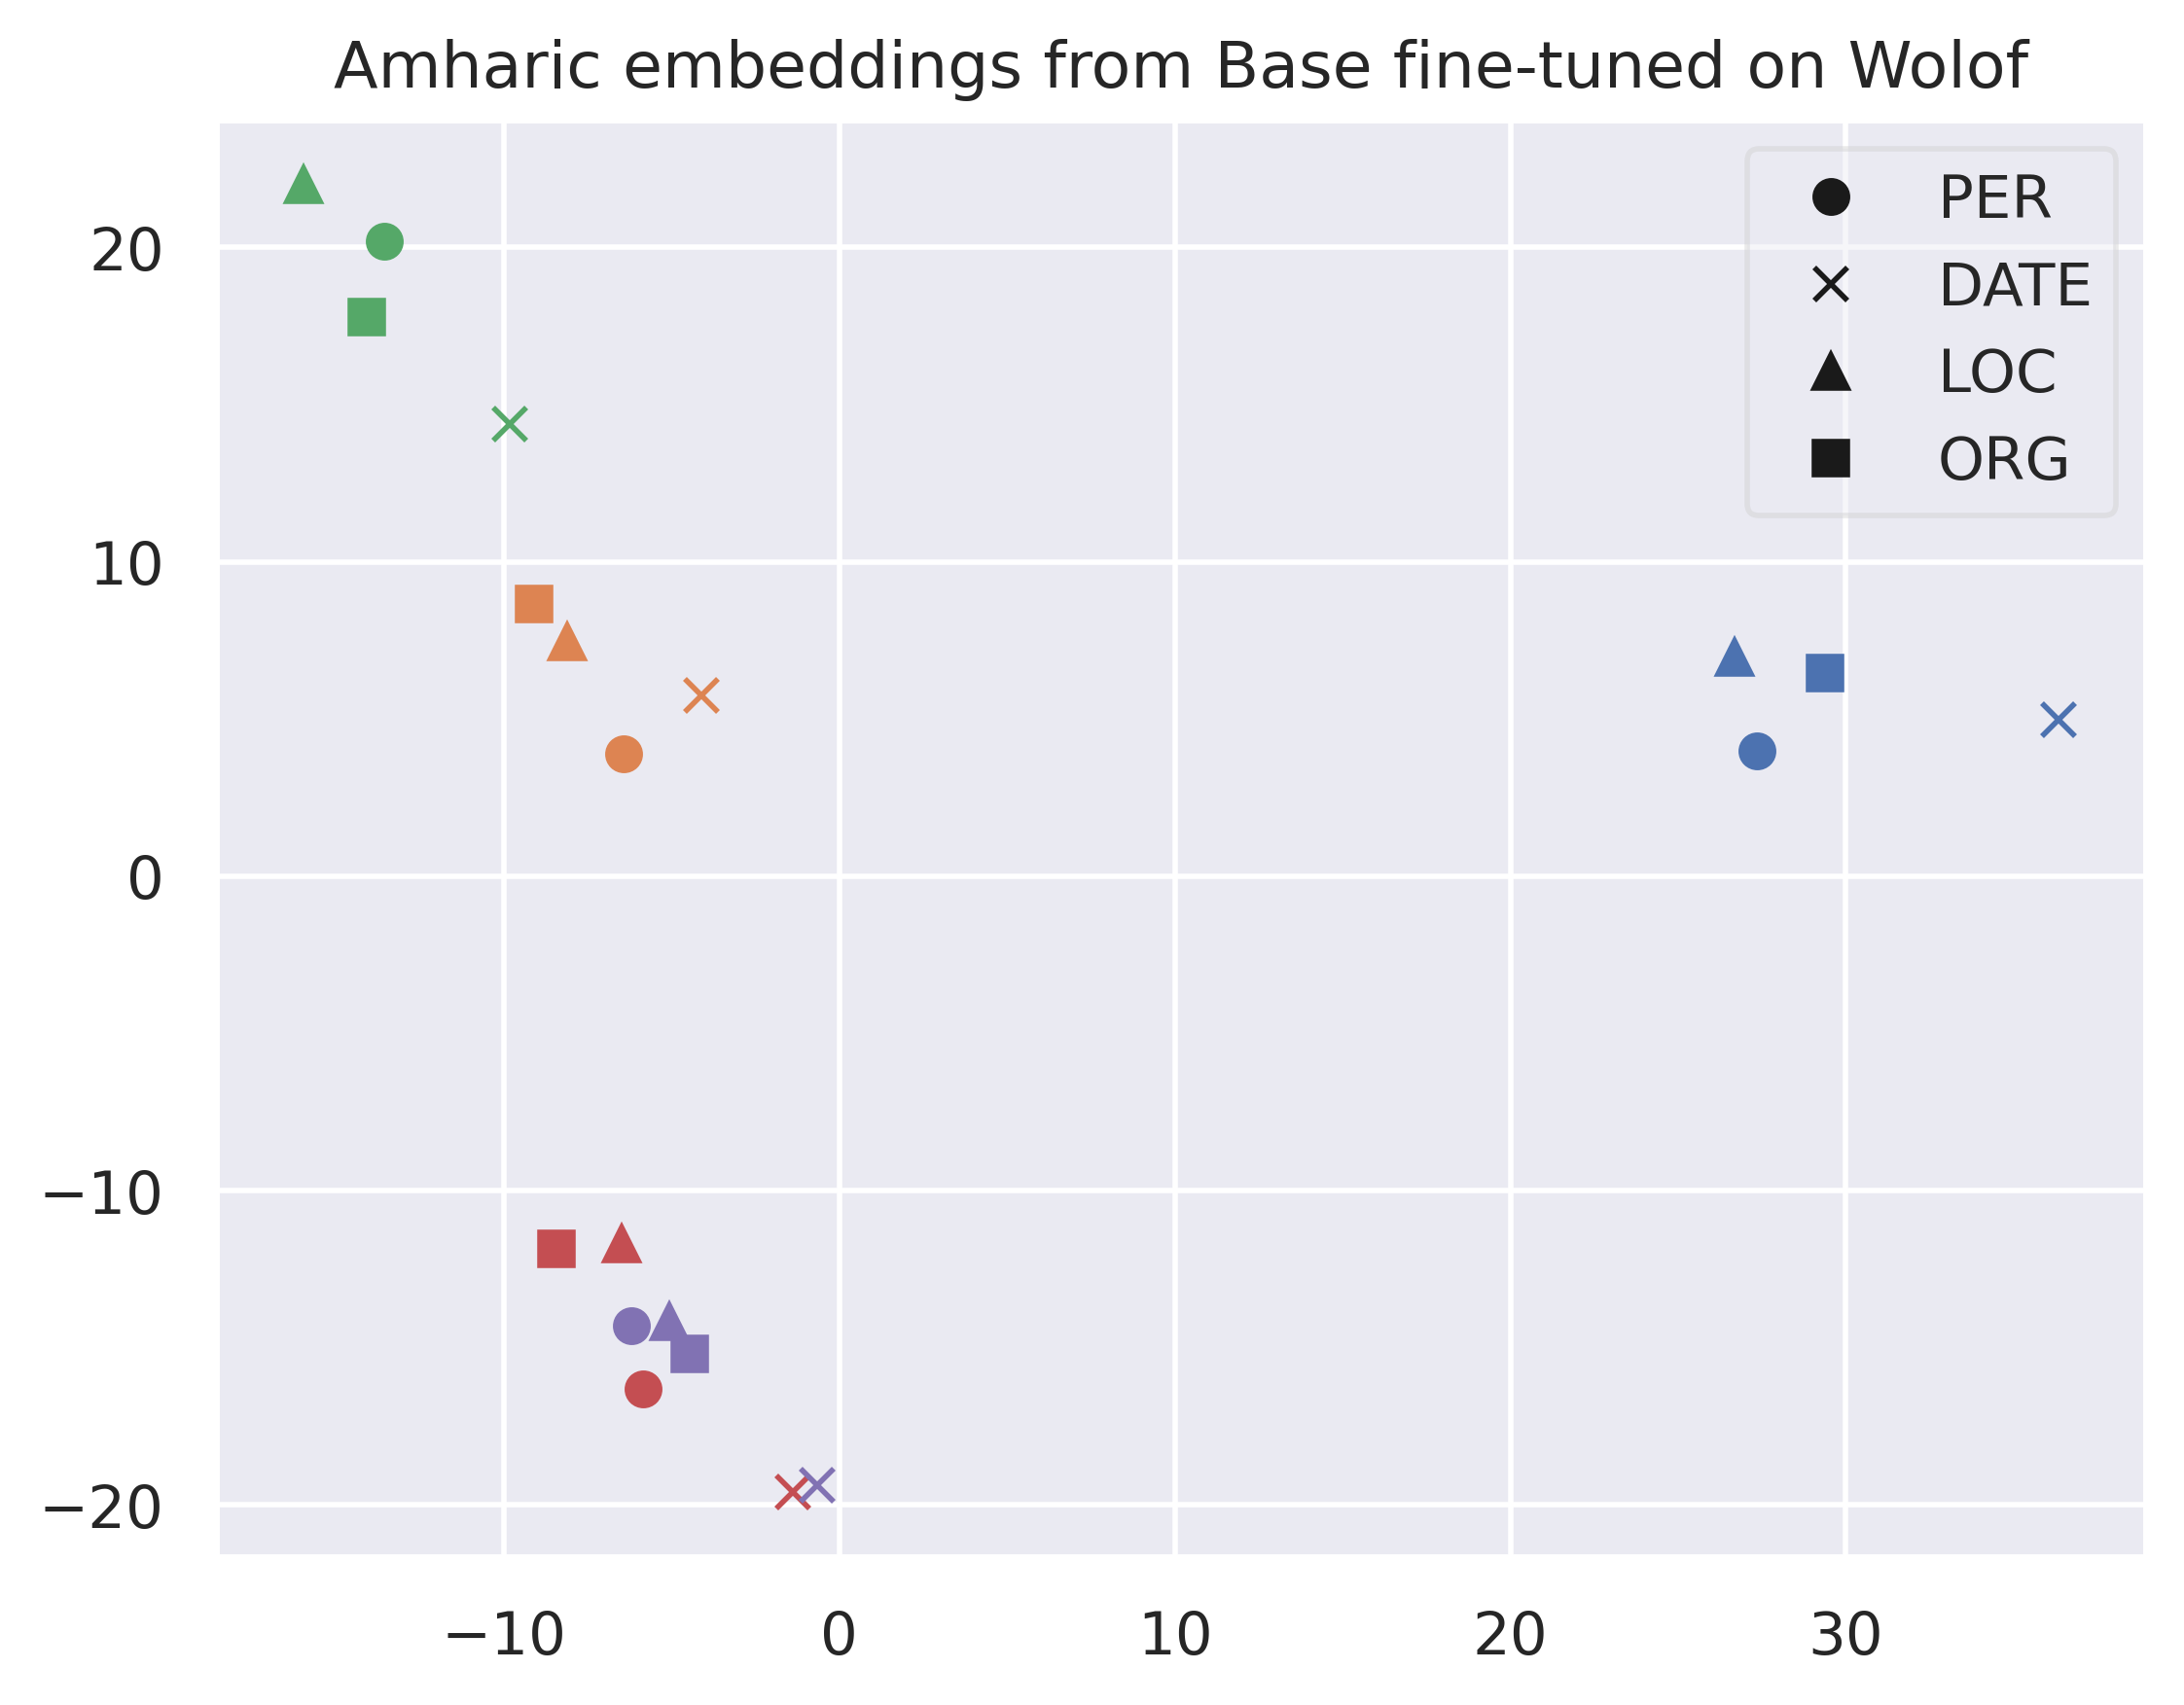 Amharic embeddings from Base fine-tuned on Wolof
PER
DATE
LOC
ORG
20
10
0
−10
−20
−10 0 10 20 30